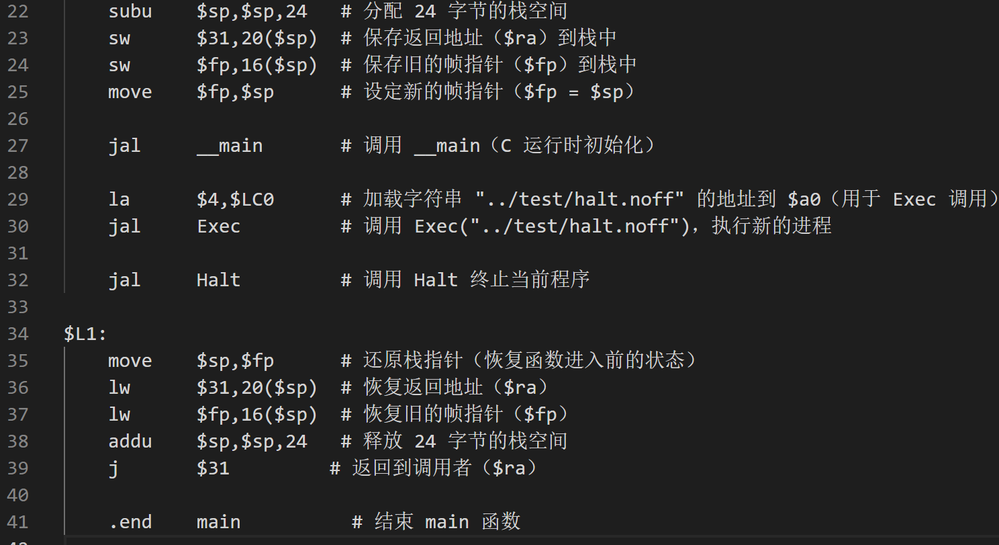 22 subu $sp,$sp,24 # 分配 24 字节的栈空间
23 sw $31,20($sp) # 保存返回地址（$ra）到栈中
24 sw $fp,16($sp) # 保存旧的帧指针（$fp）到栈中
25 move $fp,$sp # 设定新的帧指针（$fp = $sp）
26
27 jal __main # 调用 __main（C 运行时初始化）
28
29 la $4,$LC0 # 加载字符串 "../test/halt.noff" 的地址到 $a0（用于 Exec 调用）
30 jal Exec # 调用 Exec("../test/halt.noff")，执行新的进程
31
32 jal Halt # 调用 Halt 终止当前程序
33
34 $L1:
35 move $sp,$fp # 还原栈指针（恢复函数进入前的状态）
36 lw $31,20($sp) # 恢复返回地址（$ra）
37 lw $fp,16($sp) # 恢复旧的帧指针（$fp）
38 addu $sp,$sp,24 # 释放 24 字节的栈空间
39 j $31 # 返回到调用者（$ra）
40
41 .end main # 结束 main 函数